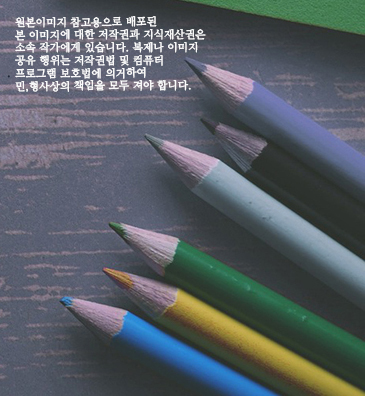 원본이미지 참고용으로 배포된
본 이미지에 대한 저작권과 지식재산권은
소속 작가에게 있습니다. 복제나 이미지
공유 행위는 저작권법 및 컴퓨터
프로그램 보호법에 의거하여
민.형사상의 책임을 모두 져야 합니다.